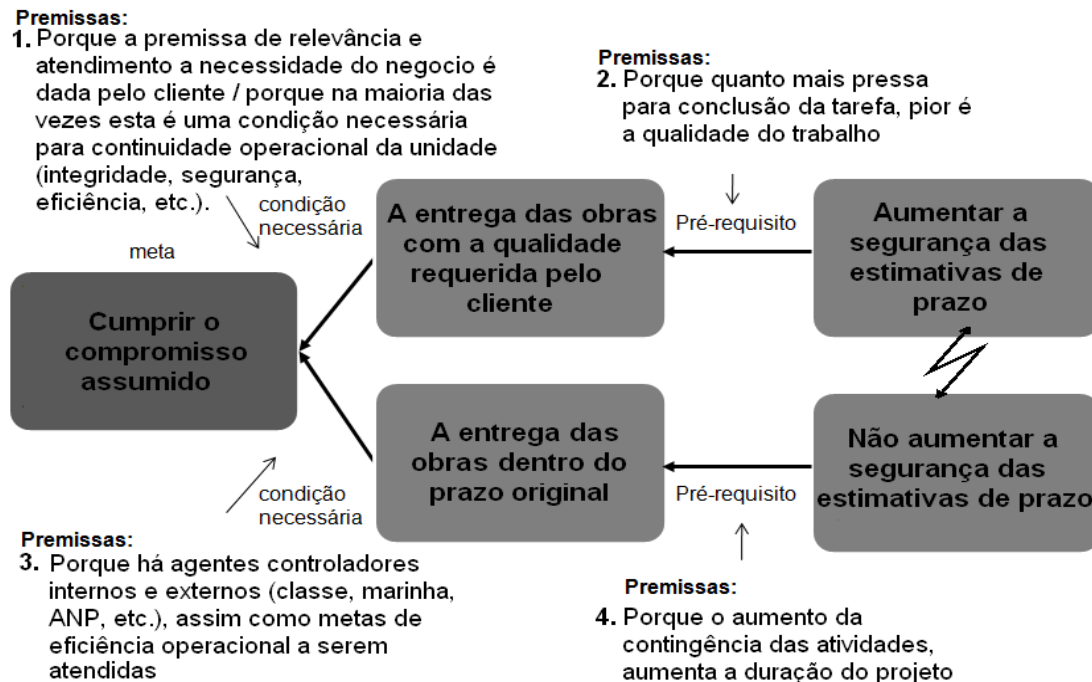 Premissas:
1. Porque a premissa de relevância e
atendimento a necessidade do negocio é
dada pelo cliente / porque na maioria das
vezes esta é uma condição necessária
para continuidade operacional da unidade
(integridade, segurança,
eficiência, etc.).
condição
necessária
Premissas:
2. Porque quanto mais pressa
para conclusão da tarefa, pior é
a qualidade do trabalho
meta
Cumprir o
compromisso
assumido
A entrega das obras
com a qualidade
requerida pelo
cliente
Pré-requisito
Aumentar a
segurança das
estimativas de
prazo
A entrega das
obras dentro do
prazo original
Pré-requisito
Não aumentar a
segurança das
estimativas de prazo
condição
necessária
Premissas:
3. Porque há agentes controladores
internos e externos (classe, marinha,
ANP, etc.), assim como metas de
eficiência operacional a serem
atendidas
Premissas:
4. Porque o aumento da
contingência das atividades,
aumenta a duração do projeto